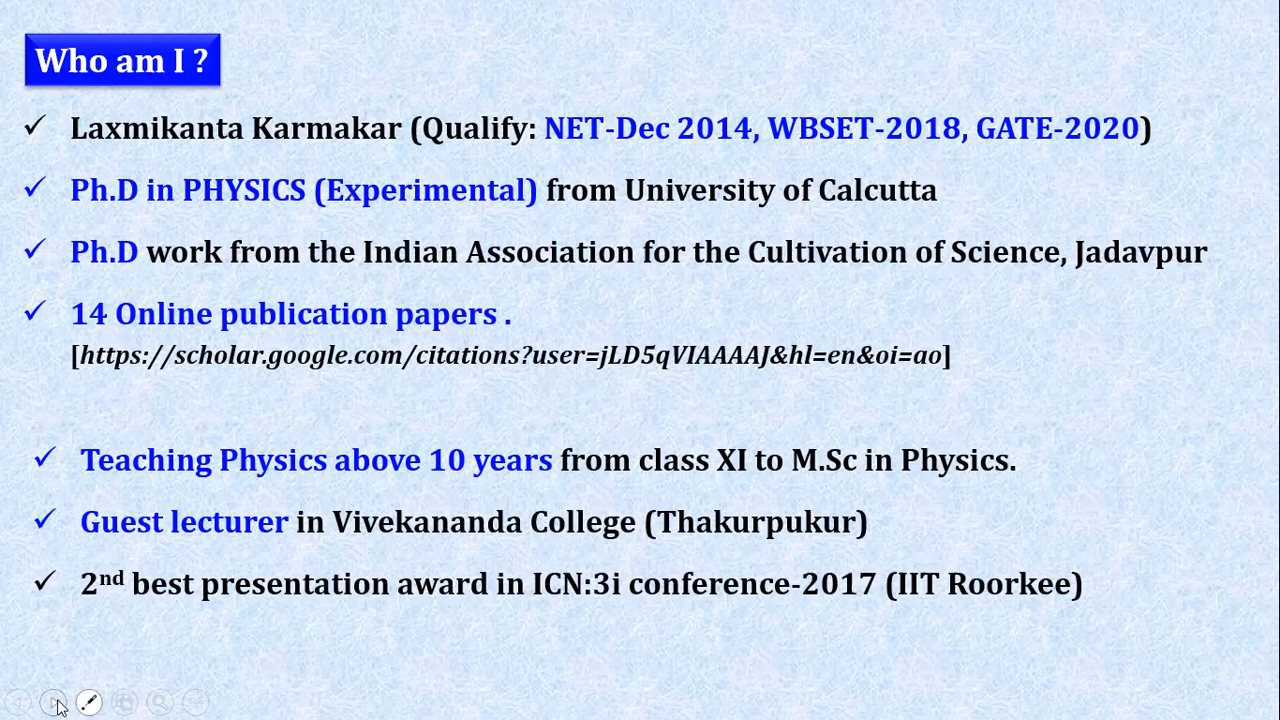 Who am I ?
✓ Laxmikanta Karmakar (Qualify: NET-Dec 2014, WBSET-2018, GATE-2020)
✓ Ph.D in PHYSICS (Experimental) from University of Calcutta
✓ Ph.D work from the Indian Association for the Cultivation of Science, Jadavpur
✓ 14 Online publication papers .
[https://scholar.google.com/citations?user=jLD5qVIAAAAJ&hl=en&oi=ao]
✓ Teaching Physics above 10 years from class XI to M.Sc in Physics.
✓ Guest lecturer in Vivekananda College (Thakurpukur)
✓ 2nd best presentation award in ICN:3i conference-2017 (IIT Roorkee)